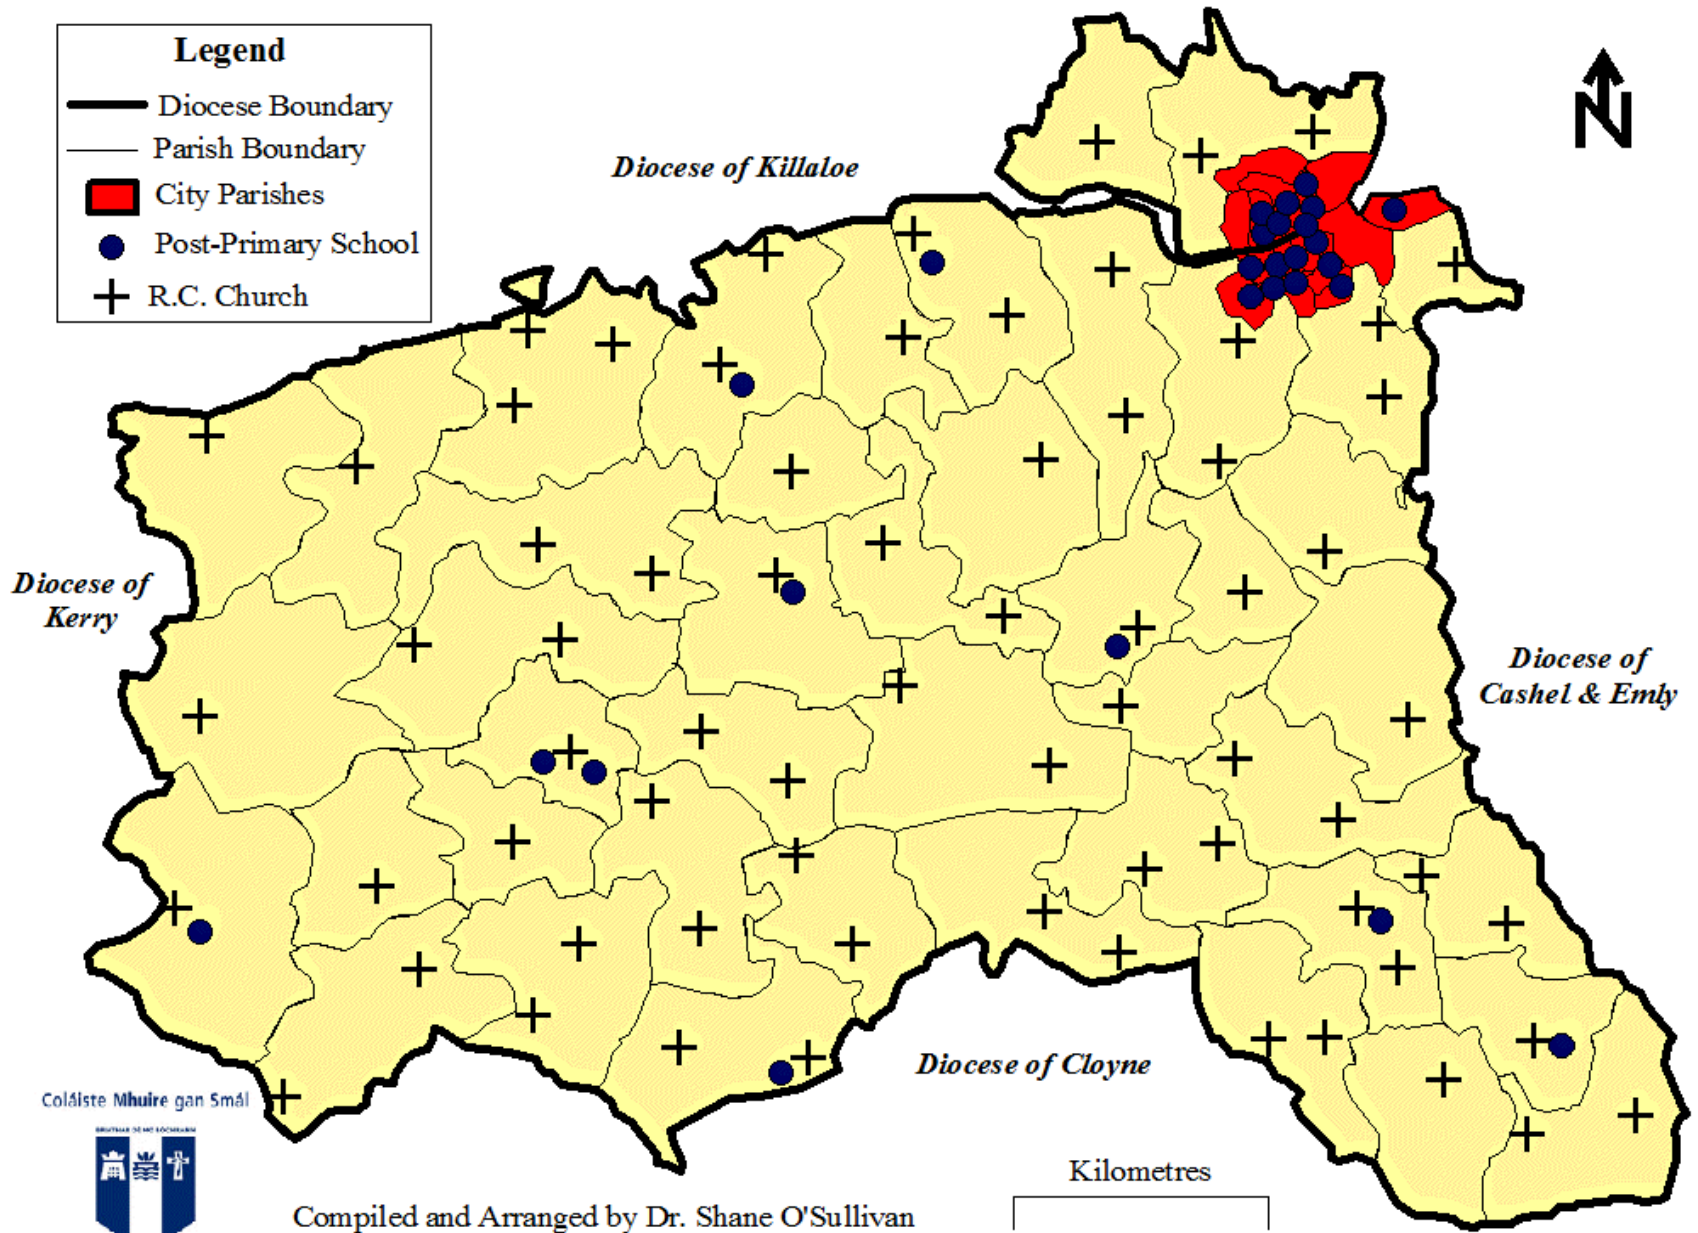 Legend
Diocese Boundary
Parish Boundary
City Parishes
Post-Primary School
R.C. Church
N
Diocese of Killaloe
Diocese of
Kerry
Diocese of
Cashel & Emly
Diocese of Cloyne
Coláiste Mhuire gan Smál
Kilometres
Compiled and Arranged by Dr. Shane O'Sullivan